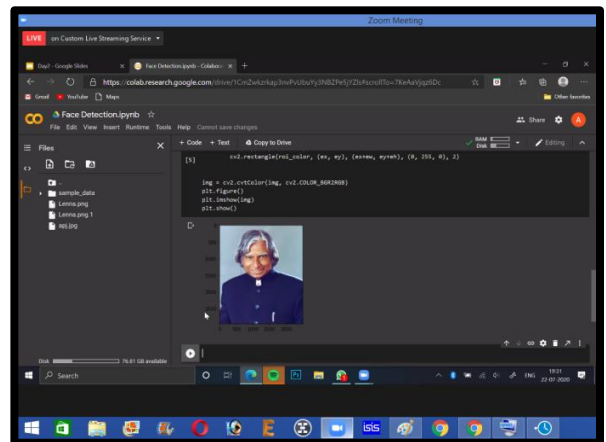 Zoom Meeting
LIVE on Custom Live Streaming Service
Day2 - Google Slides
Face Detection.ipynb - Colabora
https://colab.research.google.com/drive/
Gmail YouTube Maps Other favorites
Face Detection.ipynb
File Edit View Insert Runtime Tools Help Cannot save changes
Share A
Files
+ Code + Text Copy to Drive RAM Disk Editing
sample_data
Lenna.png
Lenna.png.1
apj.jpg
[5] cv2.rectangle(roi_color, (ex, ey), (ex+ew, ey+eh), (0, 255, 0), 2)
img = cv2.cvtColor(img, cv2.COLOR_BGR2RGB)
plt.figure()
plt.imshow(img)
plt.show()
Disk 76.61 GB available
Search
ENG 19:31
22-07-2020
isis